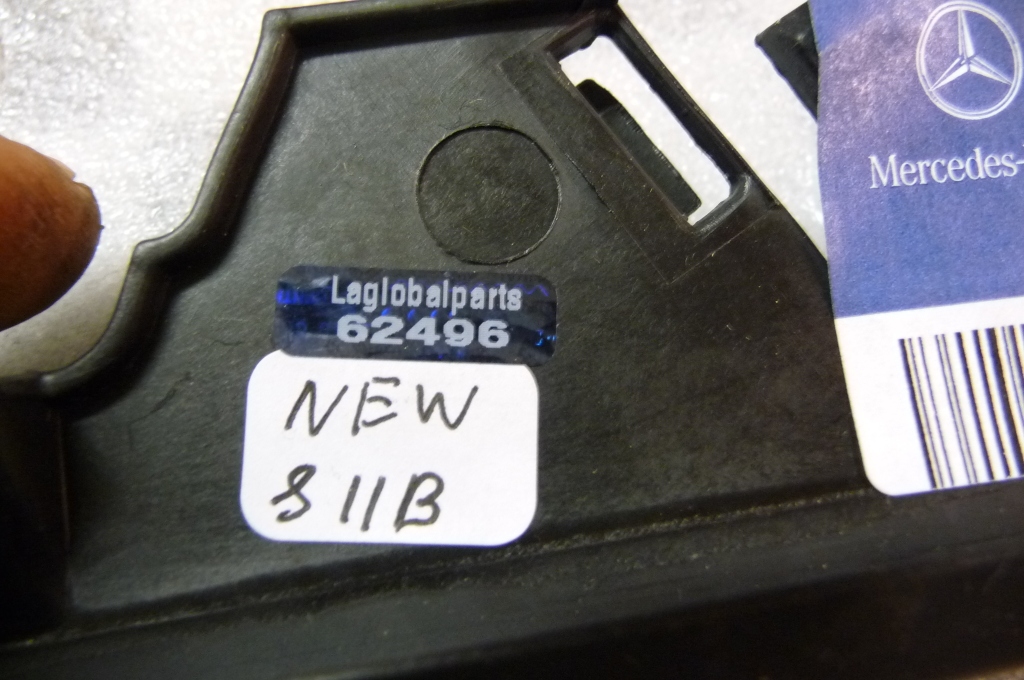 Mercedes-
Laglobalparts
62496
NEW
811B